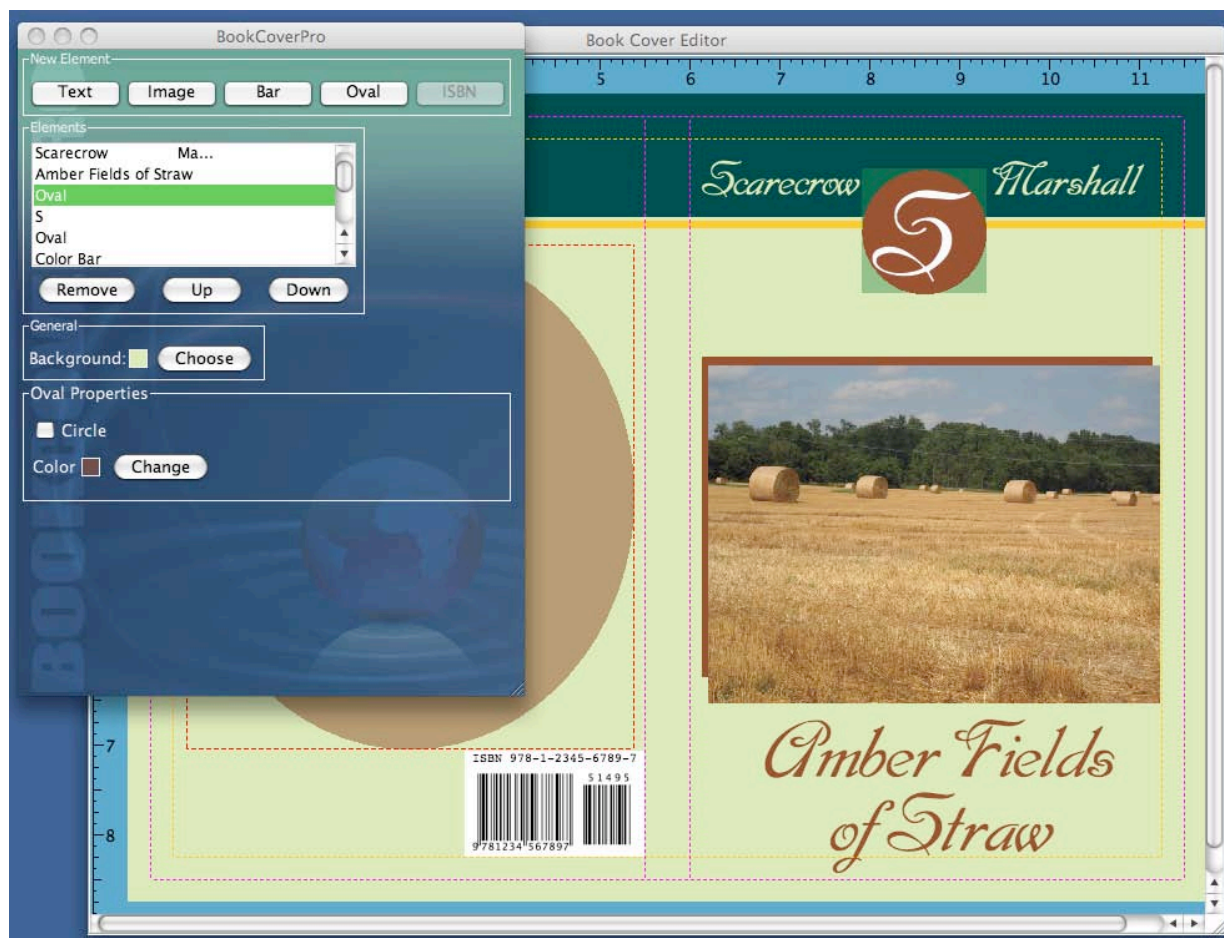 BookCoverPro
Book Cover Editor
New Element
Text Image Bar Oval ISBN
Elements
Scarecrow Ma...
Amber Fields of Straw
Oval
S
Oval
Color Bar
Remove Up Down
General
Background: Choose
Oval Properties
Circle
Color Change
5 6 7 8 9 10 11
Scarecrow Marshall
S
7
8
ISBN 978-1-2345-6789-7
51495
9781234567897
Amber Fields
of Straw